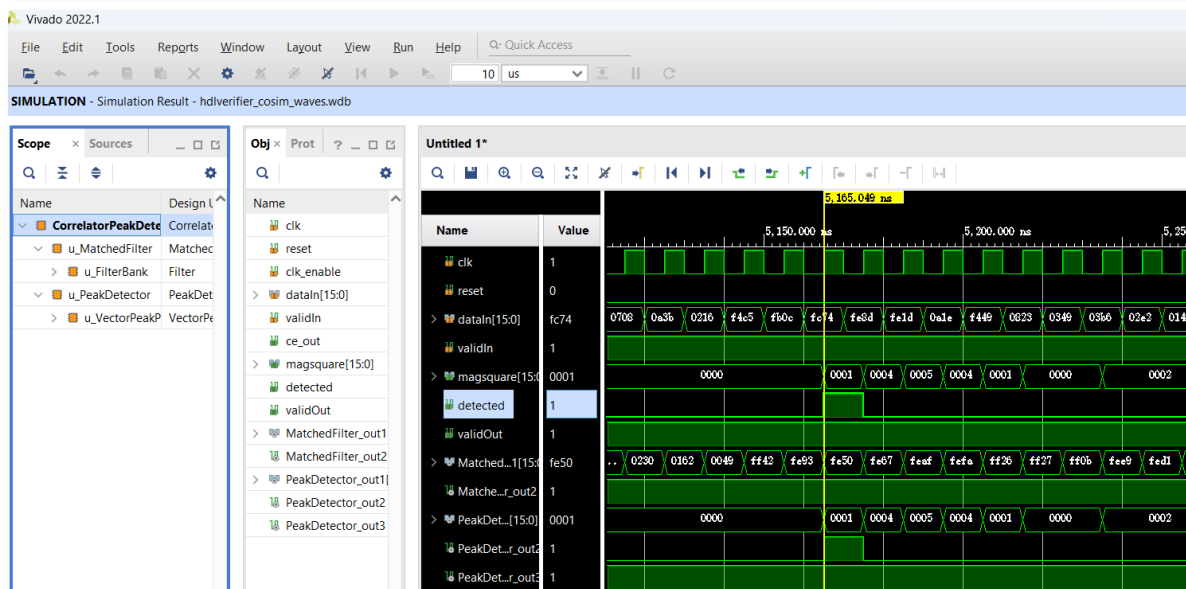 Vivado 2022.1
File Edit Tools Reports Window Layout View Run Help Q- Quick Access
10 us
SIMULATION - Simulation Result - hdlverifier_cosim_waves.wdb
Scope × Sources
Name Design U
CorrelatorPeakDete Correlato
u_MatchedFilter Matched
u_FilterBank Filter
u_PeakDetector PeakDet
u_VectorPeakP VectorPe
Obj × Prot ?
Name
clk
reset
clk_enable
dataIn[15:0]
validIn
ce_out
magsquare[15:0]
detected
validOut
MatchedFilter_out1
MatchedFilter_out2
PeakDetector_out1[
PeakDetector_out2
PeakDetector_out3
Untitled 1*
5,165.049 ns
Name Value 5,150.000 ns 5,200.000 ns 5,25
clk 1
reset 0
dataIn[15:0] fc74 0708 0a3b 0216 f4c5 fb0c fc74 fe8d fe1d 0a1e f449 0823 0349 03b6 02e2 014
validIn 1
magsquare[15:0 0001 0000 0001 0004 0005 0004 0001 0000 0002
detected 1
validOut 1
Matched...1[15:0 fe50 .. 0230 0162 0049 ff42 fe93 fe50 fe67 feaf fefa ff26 ff27 ff0b fee9 fed1
Matche...r_out2 1
PeakDet...[15:0] 0001 0000 0001 0004 0005 0004 0001 0000 0002
PeakDet...r_out2 1
PeakDet...r_out3 1